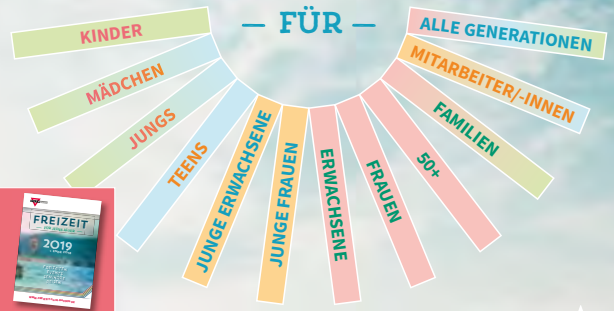 — FÜR —
KINDER
MÄDCHEN
JUNGS
TEENS
JUNGE ERWACHSENE
JUNGE FRAUEN
ERWACHSENE
FRAUEN
50+
FAMILIEN
MITARBEITER/-INNEN
ALLE GENERATIONEN
FREIZEIT
2019